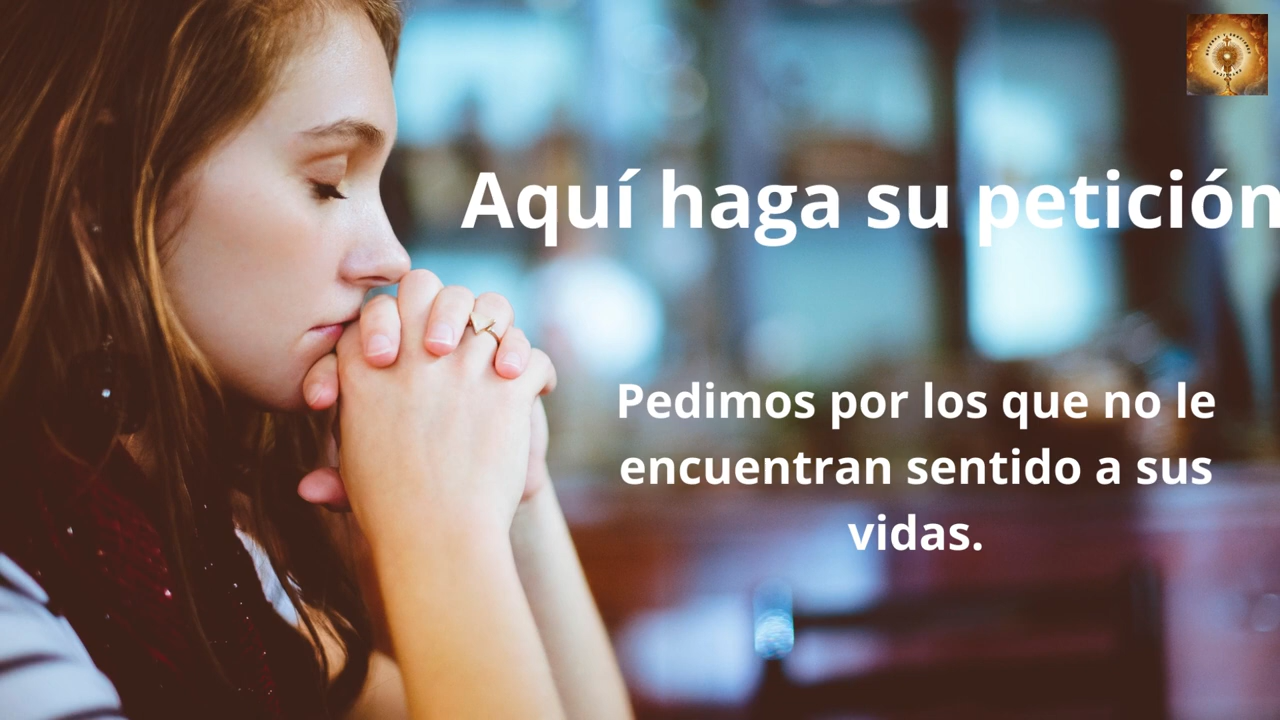 Aquí haga su petición
Pedimos por los que no le
encuentran sentido a sus
vidas.